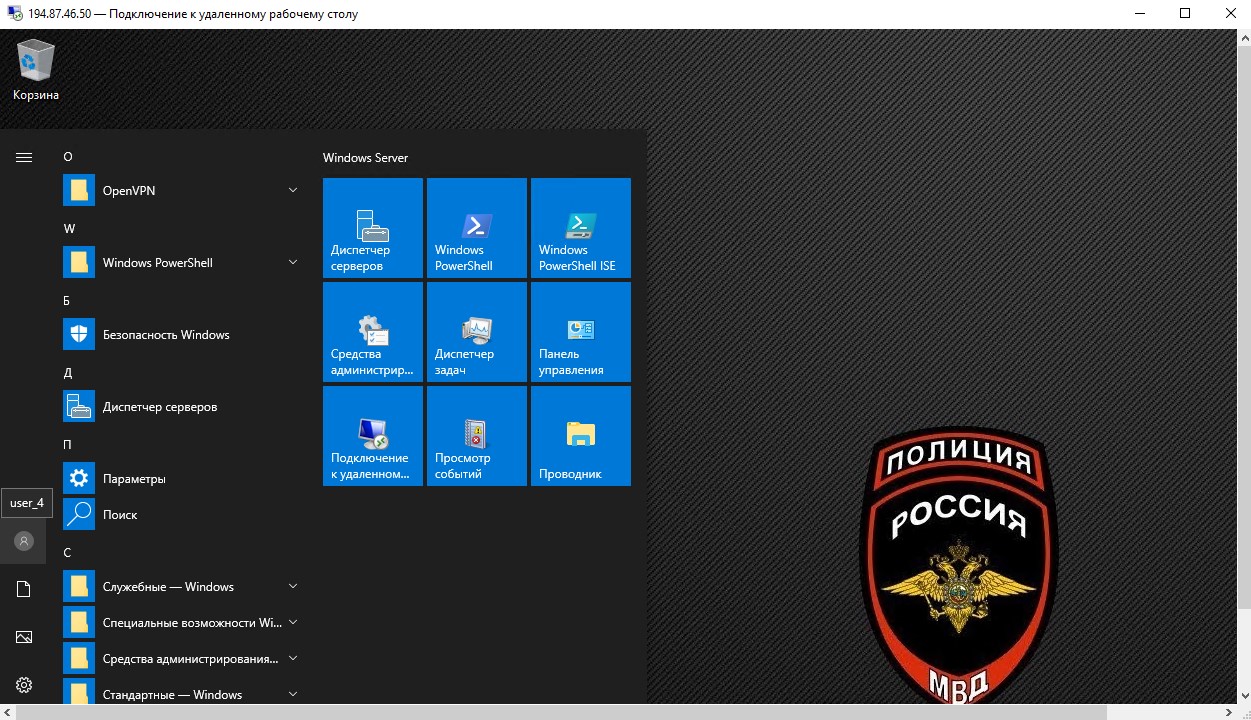 194.87.46.50 — Подключение к удаленному рабочему столу
Корзина
O
OpenVPN
W
Windows PowerShell
Б
Безопасность Windows
Д
Диспетчер серверов
П
Параметры
Поиск
user_4
С
Служебные — Windows
Специальные возможности Wi...
Средства администрирования...
Стандартные — Windows
Windows Server
Диспетчер
серверов
Windows
PowerShell
Windows
PowerShell ISE
Средства
администрир...
Диспетчер
задач
Панель
управления
Подключение
к удаленном...
Просмотр
событий
Проводник
ПОЛИЦИЯ
РОССИЯ
МВД